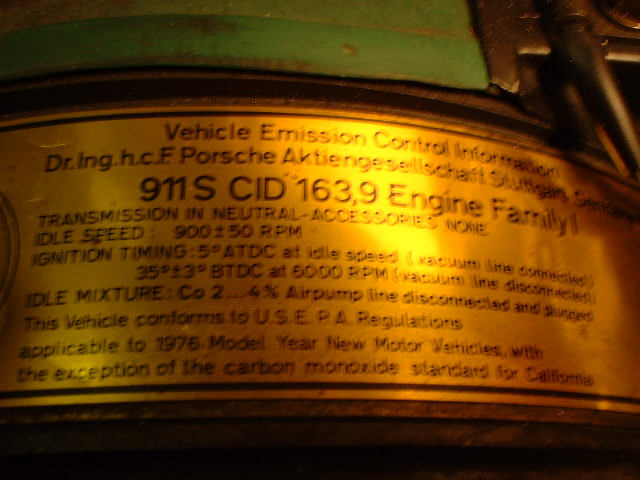 Vehicle Emission Control Information
Dr.Ing.h.c.F Porsche Aktiengesellschaft Stuttgart, Germany
911S CID 163,9 Engine Family I
TRANSMISSION IN NEUTRAL-ACCESSORIES NONE
IDLE SPEED: 900±50 RPM
IGNITION TIMING: 5° ATDC at idle speed (vacuum line connected)
35°±3° BTDC at 6000 RPM (vacuum line disconnected)
IDLE MIXTURE: Co 2...4% Airpump line disconnected and plugged
This Vehicle conforms to U.S.E.P.A. Regulations
applicable to 1976 Model Year New Motor Vehicles, with
the exception of the carbon monoxide standard for California